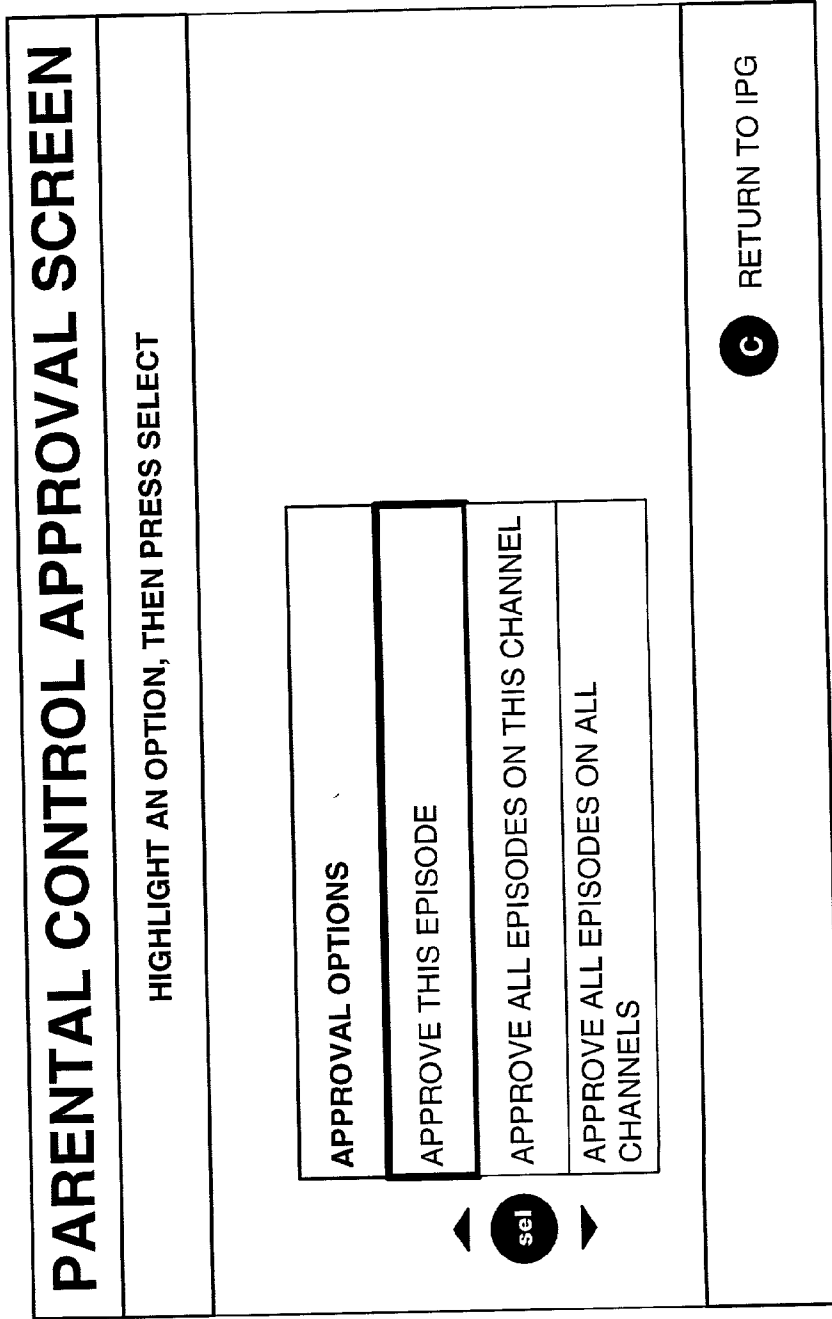 PARENTAL CONTROL APPROVAL SCREEN
HIGHLIGHT AN OPTION, THEN PRESS SELECT
APPROVAL OPTIONS
APPROVE THIS EPISODE
sel
APPROVE ALL EPISODES ON THIS CHANNEL
APPROVE ALL EPISODES ON ALL
CHANNELS
C RETURN TO IPG